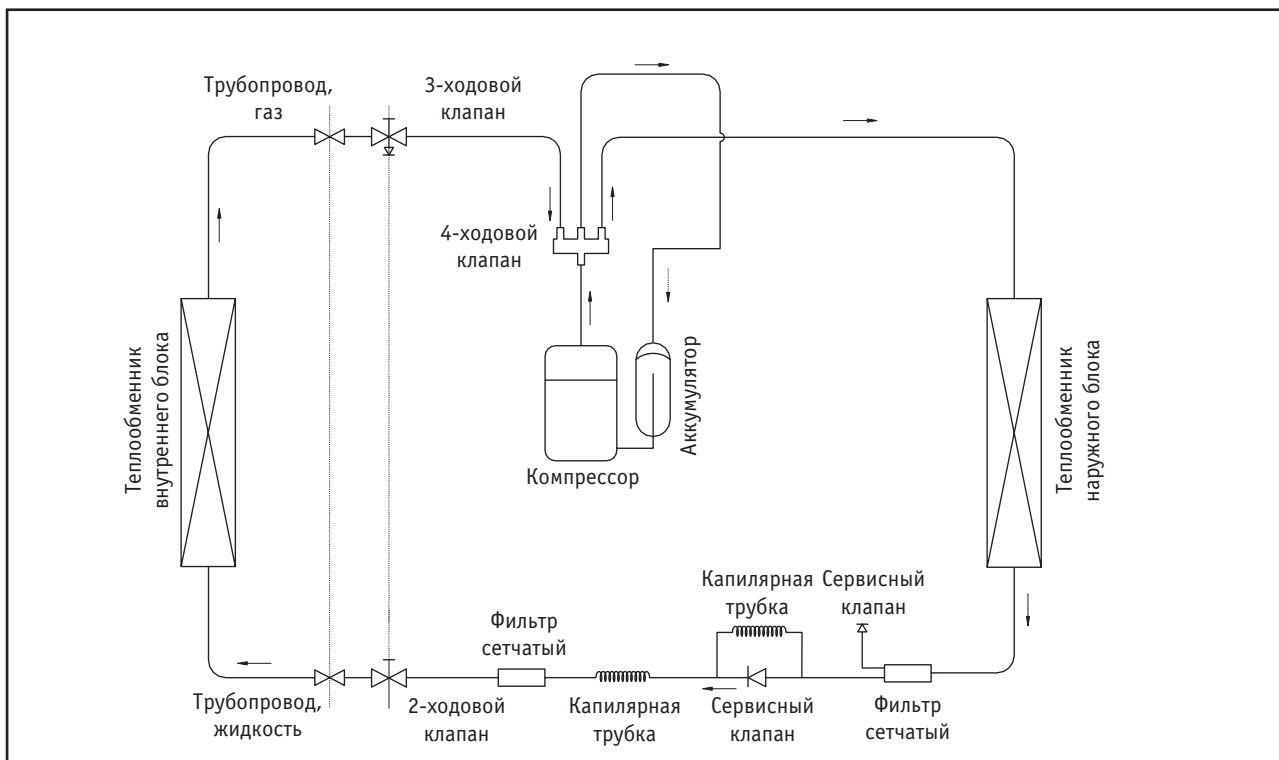 Трубопровод,
газ
3-ходовой
клапан
4-ходовой
клапан
Теплообменник
внутреннего блока
Компрессор
Аккумулятор
Теплообменник
наружного блока
Капилярная
трубка
Сервисный
клапан
Фильтр
сетчатый
Трубопровод,
жидкость
2-ходовой
клапан
Капилярная
трубка
Сервисный
клапан
Фильтр
сетчатый